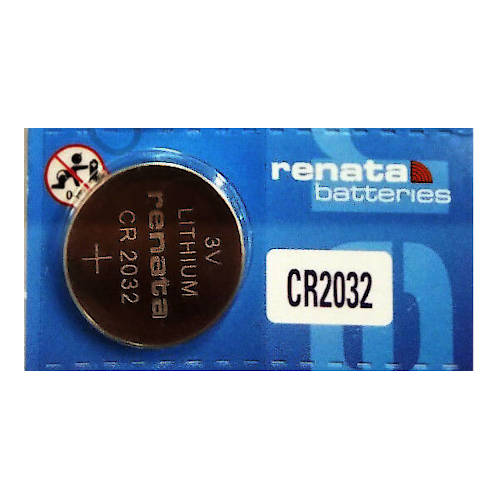 renata
batteries
CR2032
3V
LITHIUM
renata
CR 2032
+